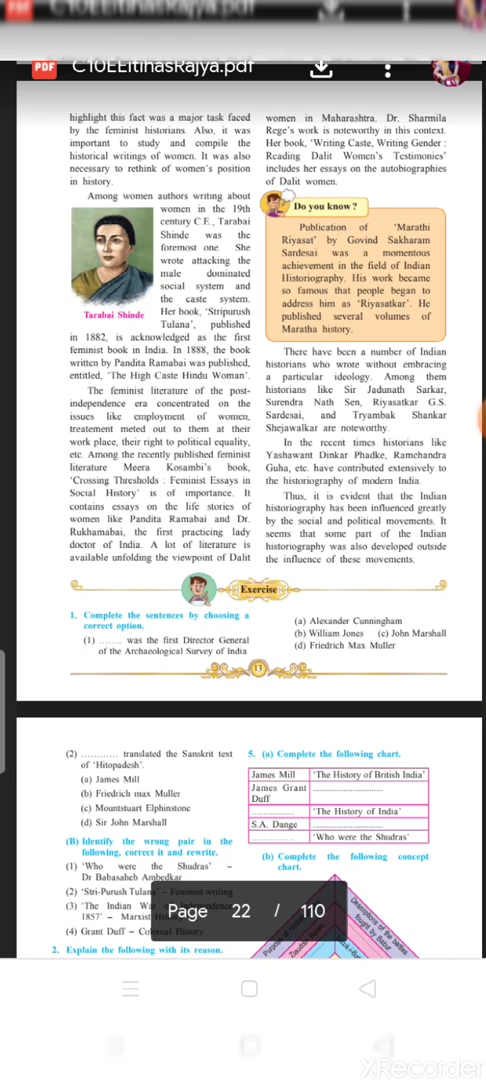 C10EEitihasRajya.pdf
PDF
C10EEitihasRajya.pdf
highlight this fact was a major task faced
by the feminist historians. Also, it was
important to study and compile the
historical writings of women. It was also
necessary to rethink of women's position
in history.
Among women authors writing about
women in the 19th
century C.E., Tarabai
Shinde was the
foremost one. She
wrote attacking the
male dominated
social system and
the caste system.
Her book, 'Stripurush
Tulana', published
Tarabai Shinde
in 1882, is acknowledged as the first
feminist book in India. In 1888, the book
written by Pandita Ramabai was published,
entitled, 'The High Caste Hindu Woman'.
The feminist literature of the post-
independence era concentrated on the
issues like employment of women,
treatement meted out to them at their
work place, their right to political equality,
etc. Among the recently published feminist
literature Meera Kosambi's book,
'Crossing Thresholds : Feminist Essays in
Social History' is of importance. It
contains essays on the life stories of
women like Pandita Ramabai and Dr.
Rukhamabai, the first practicing lady
doctor of India. A lot of literature is
available unfolding the viewpoint of Dalit
women in Maharashtra. Dr. Sharmila
Rege's work is noteworthy in this context.
Her book, 'Writing Caste, Writing Gender :
Reading Dalit Women's Testimonies'
includes her essays on the autobiographies
of Dalit women.
Do you know ?
Publication of 'Marathi
Riyasat' by Govind Sakharam
Sardesai was a momentous
achievement in the field of Indian
Historiography. His work became
so famous that people began to
address him as 'Riyasatkar'. He
published several volumes of
Maratha history.
There have been a number of Indian
historians who wrote without embracing
a particular ideology. Among them
historians like Sir Jadunath Sarkar,
Surendra Nath Sen, Riyasatkar G.S.
Sardesai, and Tryambak Shankar
Shejawalkar are noteworthy.
In the recent times historians like
Yashawant Dinkar Phadke, Ramchandra
Guha, etc. have contributed extensively to
the historiography of modern India.
Thus, it is evident that the Indian
historiography has been influenced greatly
by the social and political movements. It
seems that some part of the Indian
historiography was also developed outside
the influence of these movements.
Exercise
1. Complete the sentences by choosing a
correct option.
(1) ........ was the first Director General
of the Archaeological Survey of India
(a) Alexander Cunningham
(b) William Jones (c) John Marshall
(d) Friedrich Max Muller
13
(2) ............ translated the Sanskrit text
of 'Hitopadesh'.
(a) James Mill
(b) Friedrich max Muller
(c) Mountstuart Elphinstone
(d) Sir John Marshall
(B) Identify the wrong pair in the
following, correct it and rewrite.
(1) 'Who were the Shudras' –
Dr Babasaheb Ambedkar
(2) 'Stri-Purush Tulana' – Feminist writing
(3) 'The Indian War of Independence
1857' – Marxist History
(4) Grant Duff – Colonial History
2. Explain the following with its reason.
5. (a) Complete the following chart.
James Mill 'The History of British India'
James Grant
Duff ............................
................. 'The History of India'
S.A. Dange ............................
'Who were the Shudras'
(b) Complete the following concept
chart.
Descriptions of the battles
fought by Babur
Page 22 / 110
XRecorder